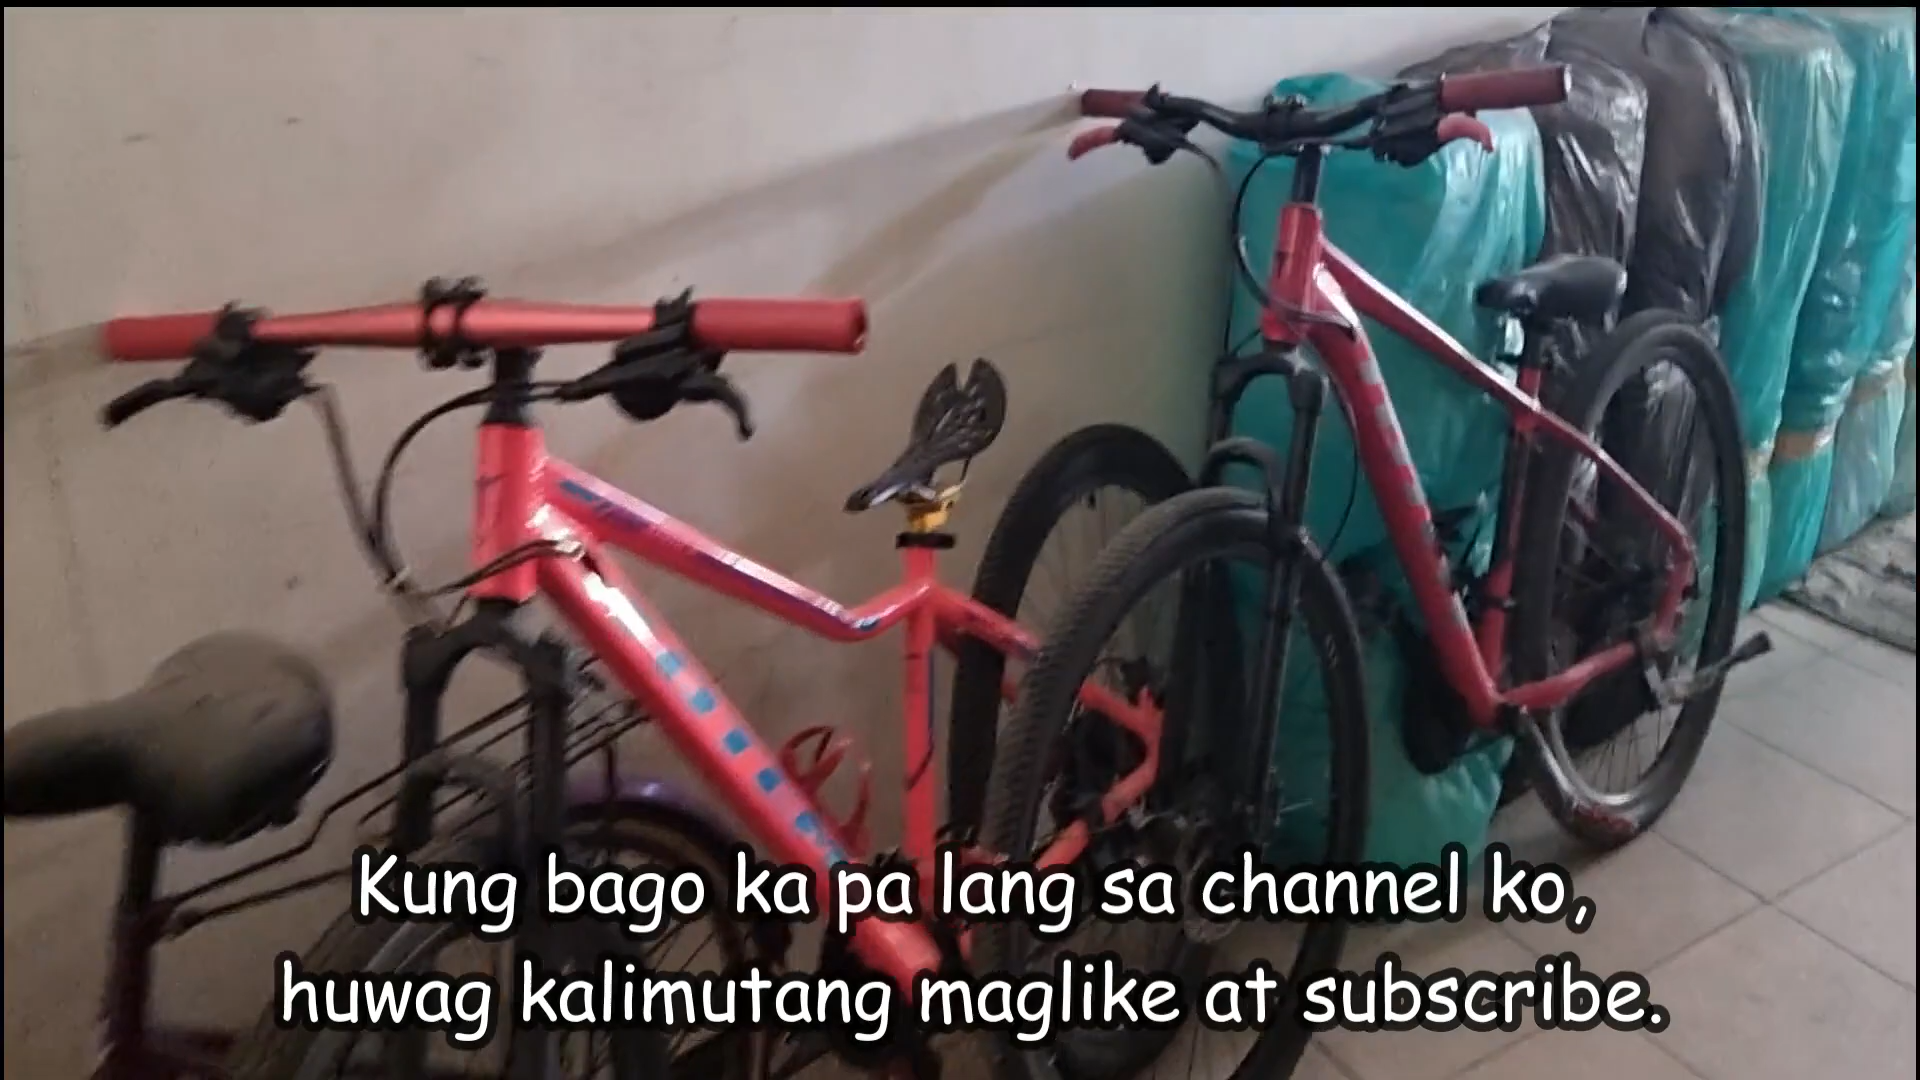 Kung bago ka pa lang sa channel ko,
huwag kalimutang maglike at subscribe.